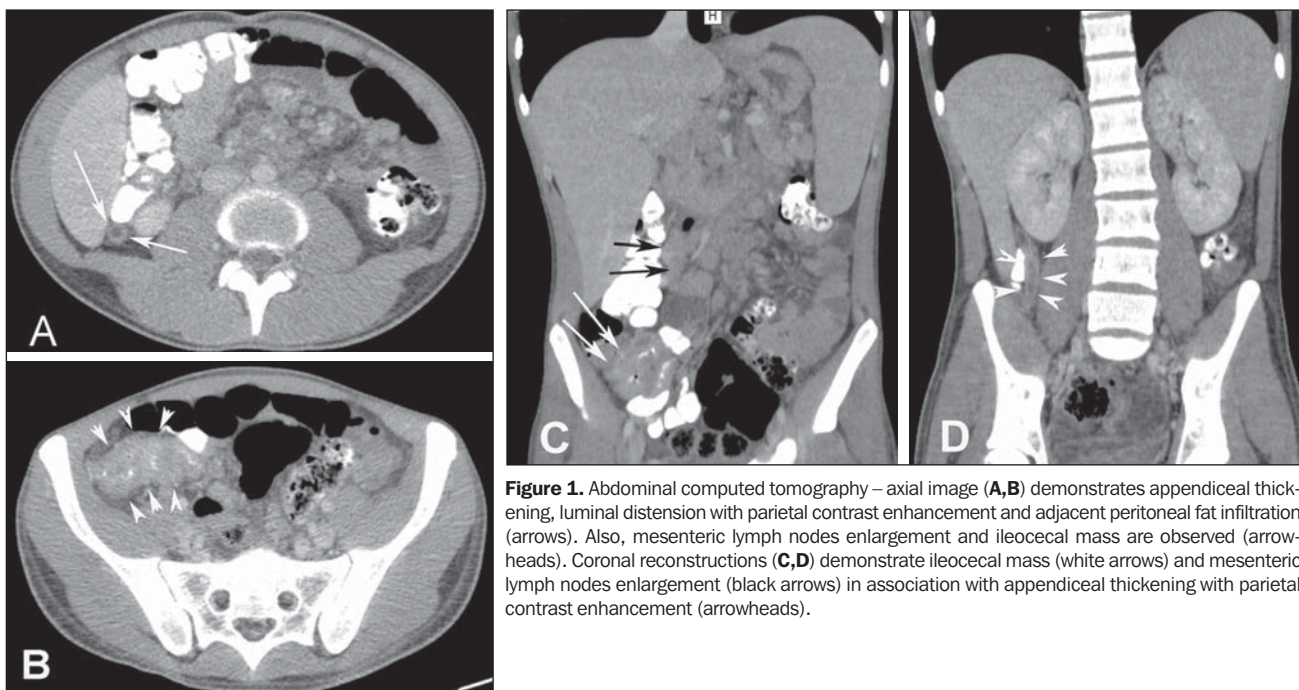 A
B
H
C
D
Figure 1. Abdominal computed tomography – axial image (A,B) demonstrates appendiceal thick-
ening, luminal distension with parietal contrast enhancement and adjacent peritoneal fat infiltration
(arrows). Also, mesenteric lymph nodes enlargement and ileocecal mass are observed (arrow-
heads). Coronal reconstructions (C,D) demonstrate ileocecal mass (white arrows) and mesenteric
lymph nodes enlargement (black arrows) in association with appendiceal thickening with parietal
contrast enhancement (arrowheads).